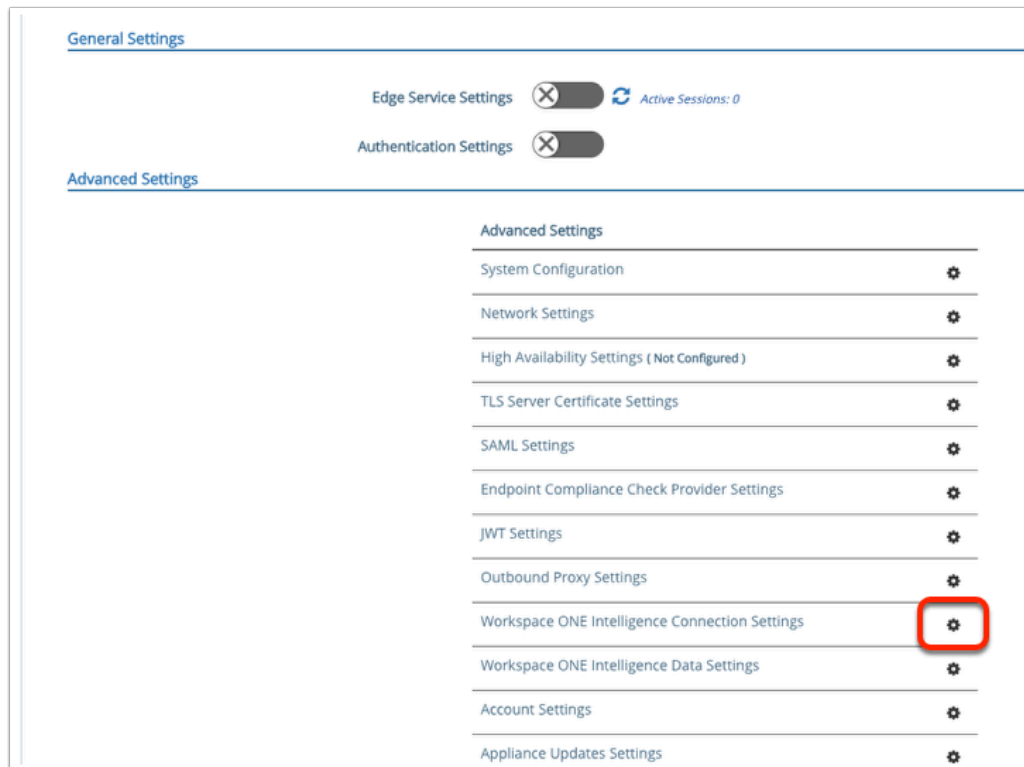 General Settings
Edge Service Settings Active Sessions: 0
Authentication Settings
Advanced Settings
Advanced Settings
System Configuration
Network Settings
High Availability Settings ( Not Configured )
TLS Server Certificate Settings
SAML Settings
Endpoint Compliance Check Provider Settings
JWT Settings
Outbound Proxy Settings
Workspace ONE Intelligence Connection Settings
Workspace ONE Intelligence Data Settings
Account Settings
Appliance Updates Settings